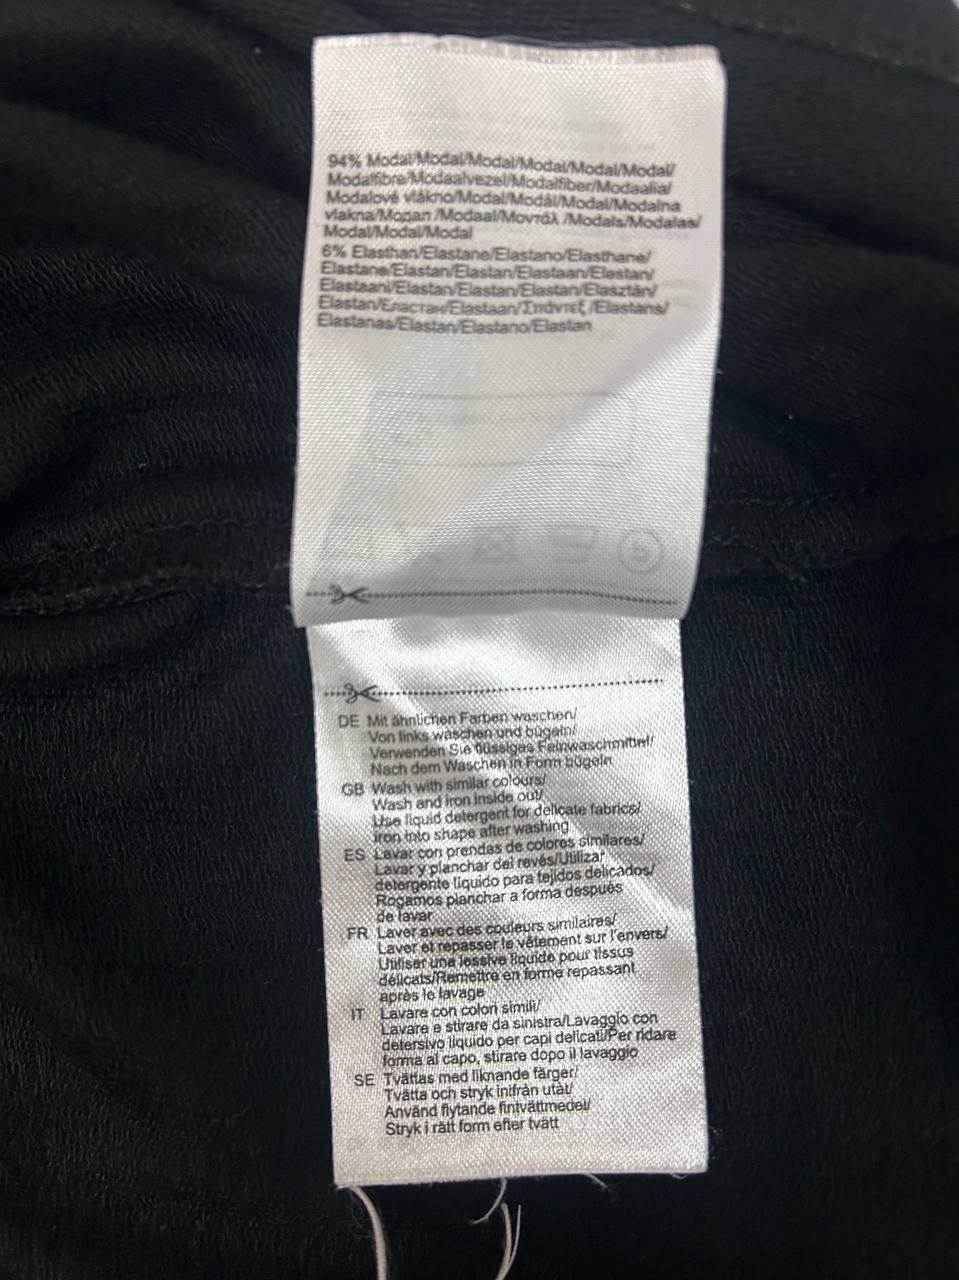 94% Modal/Modal/Modal/Modal/Modal/Modal/
Modalfibre/Modaalvezel/Modalfiber/Modaalia/
Modalové vlákno/Modal/Modál/Modal/Modalna
vlakna/Модал /Modaal/Μοντάλ /Modals/Modalas/
Modal/Modal/Modal
6% Elasthan/Elastane/Elastano/Elasthane/
Elastane/Elastan/Elastan/Elastaan/Elastan/
Elastaani/Elastan/Elastan/Elastan/Elasztán/
Elastan/Еластан/Elastaan/Σπάντεξ /Elastans/
Elastanas/Elastan/Elastano/Elastan
DE Mit ähnlichen Farben waschen/
Von links waschen und bügeln/
Verwenden Sie flüssiges Feinwaschmittel/
Nach dem Waschen in Form bügeln
GB Wash with similar colours/
Wash and iron inside out/
Use liquid detergent for delicate fabrics/
Iron into shape after washing
ES Lavar con prendas de colores similares/
Lavar y planchar del revés/Utilizar
detergente líquido para tejidos delicados/
Rogamos planchar a forma después
de lavar
FR Laver avec des couleurs similaires/
Laver et repasser le vêtement sur l'envers/
Utiliser une lessive liquide pour tissus
délicats/Remettre en forme repassant
après le lavage
IT Lavare con colori simili/
Lavare e stirare da sinistra/Lavaggio con
detersivo liquido per capi delicati/Per ridare
forma al capo, stirare dopo il lavaggio
SE Tvättas med liknande färger/
Tvätta och stryk inifrån utåt/
Använd flytande fintvättmedel/
Stryk i rätt form efter tvätt